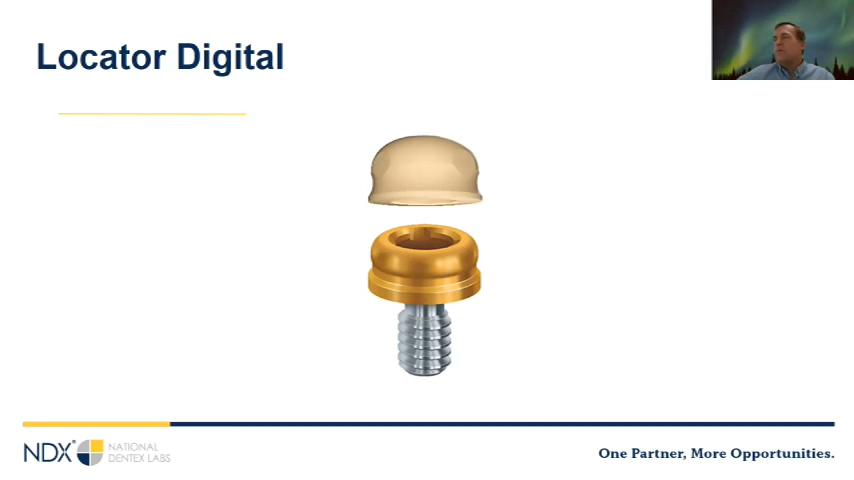 Locator Digital
NDX®
NATIONAL
DENTEX LABS
One Partner, More Opportunities.